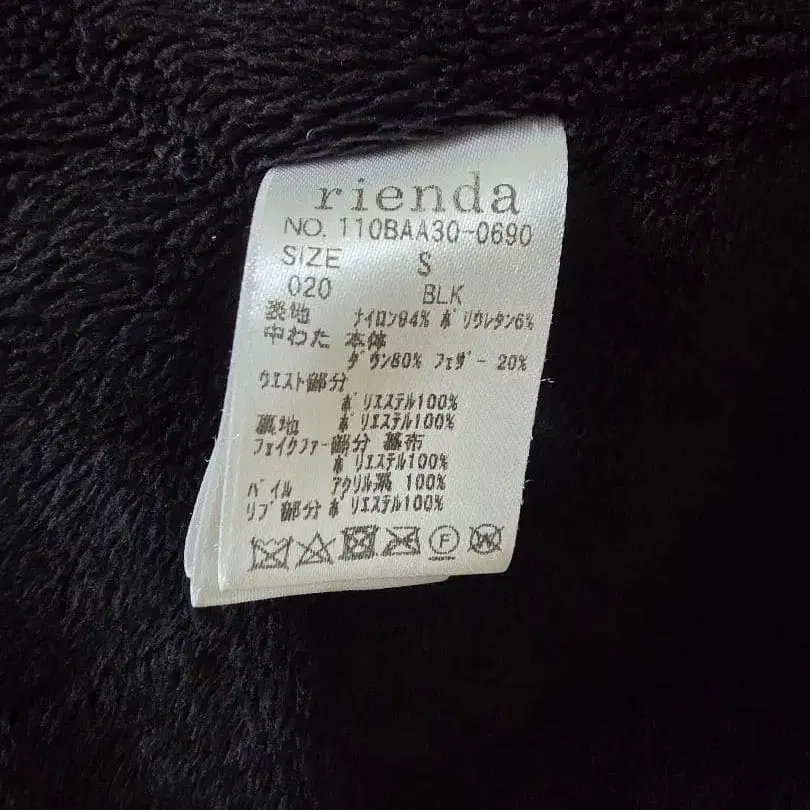 rienda
NO. 110BAA30-0690
SIZE S
020 BLK
表地 ナイロン94% ポリウレタン6%
中わた 本体
ダウン80% フェザー 20%
ウエスト部分
ポリエステル100%
裏地 ポリエステル100%
フェイクファー部分 基布
ポリエステル100%
パイル アクリル系 100%
リブ部分 ポリエステル100%
F
W